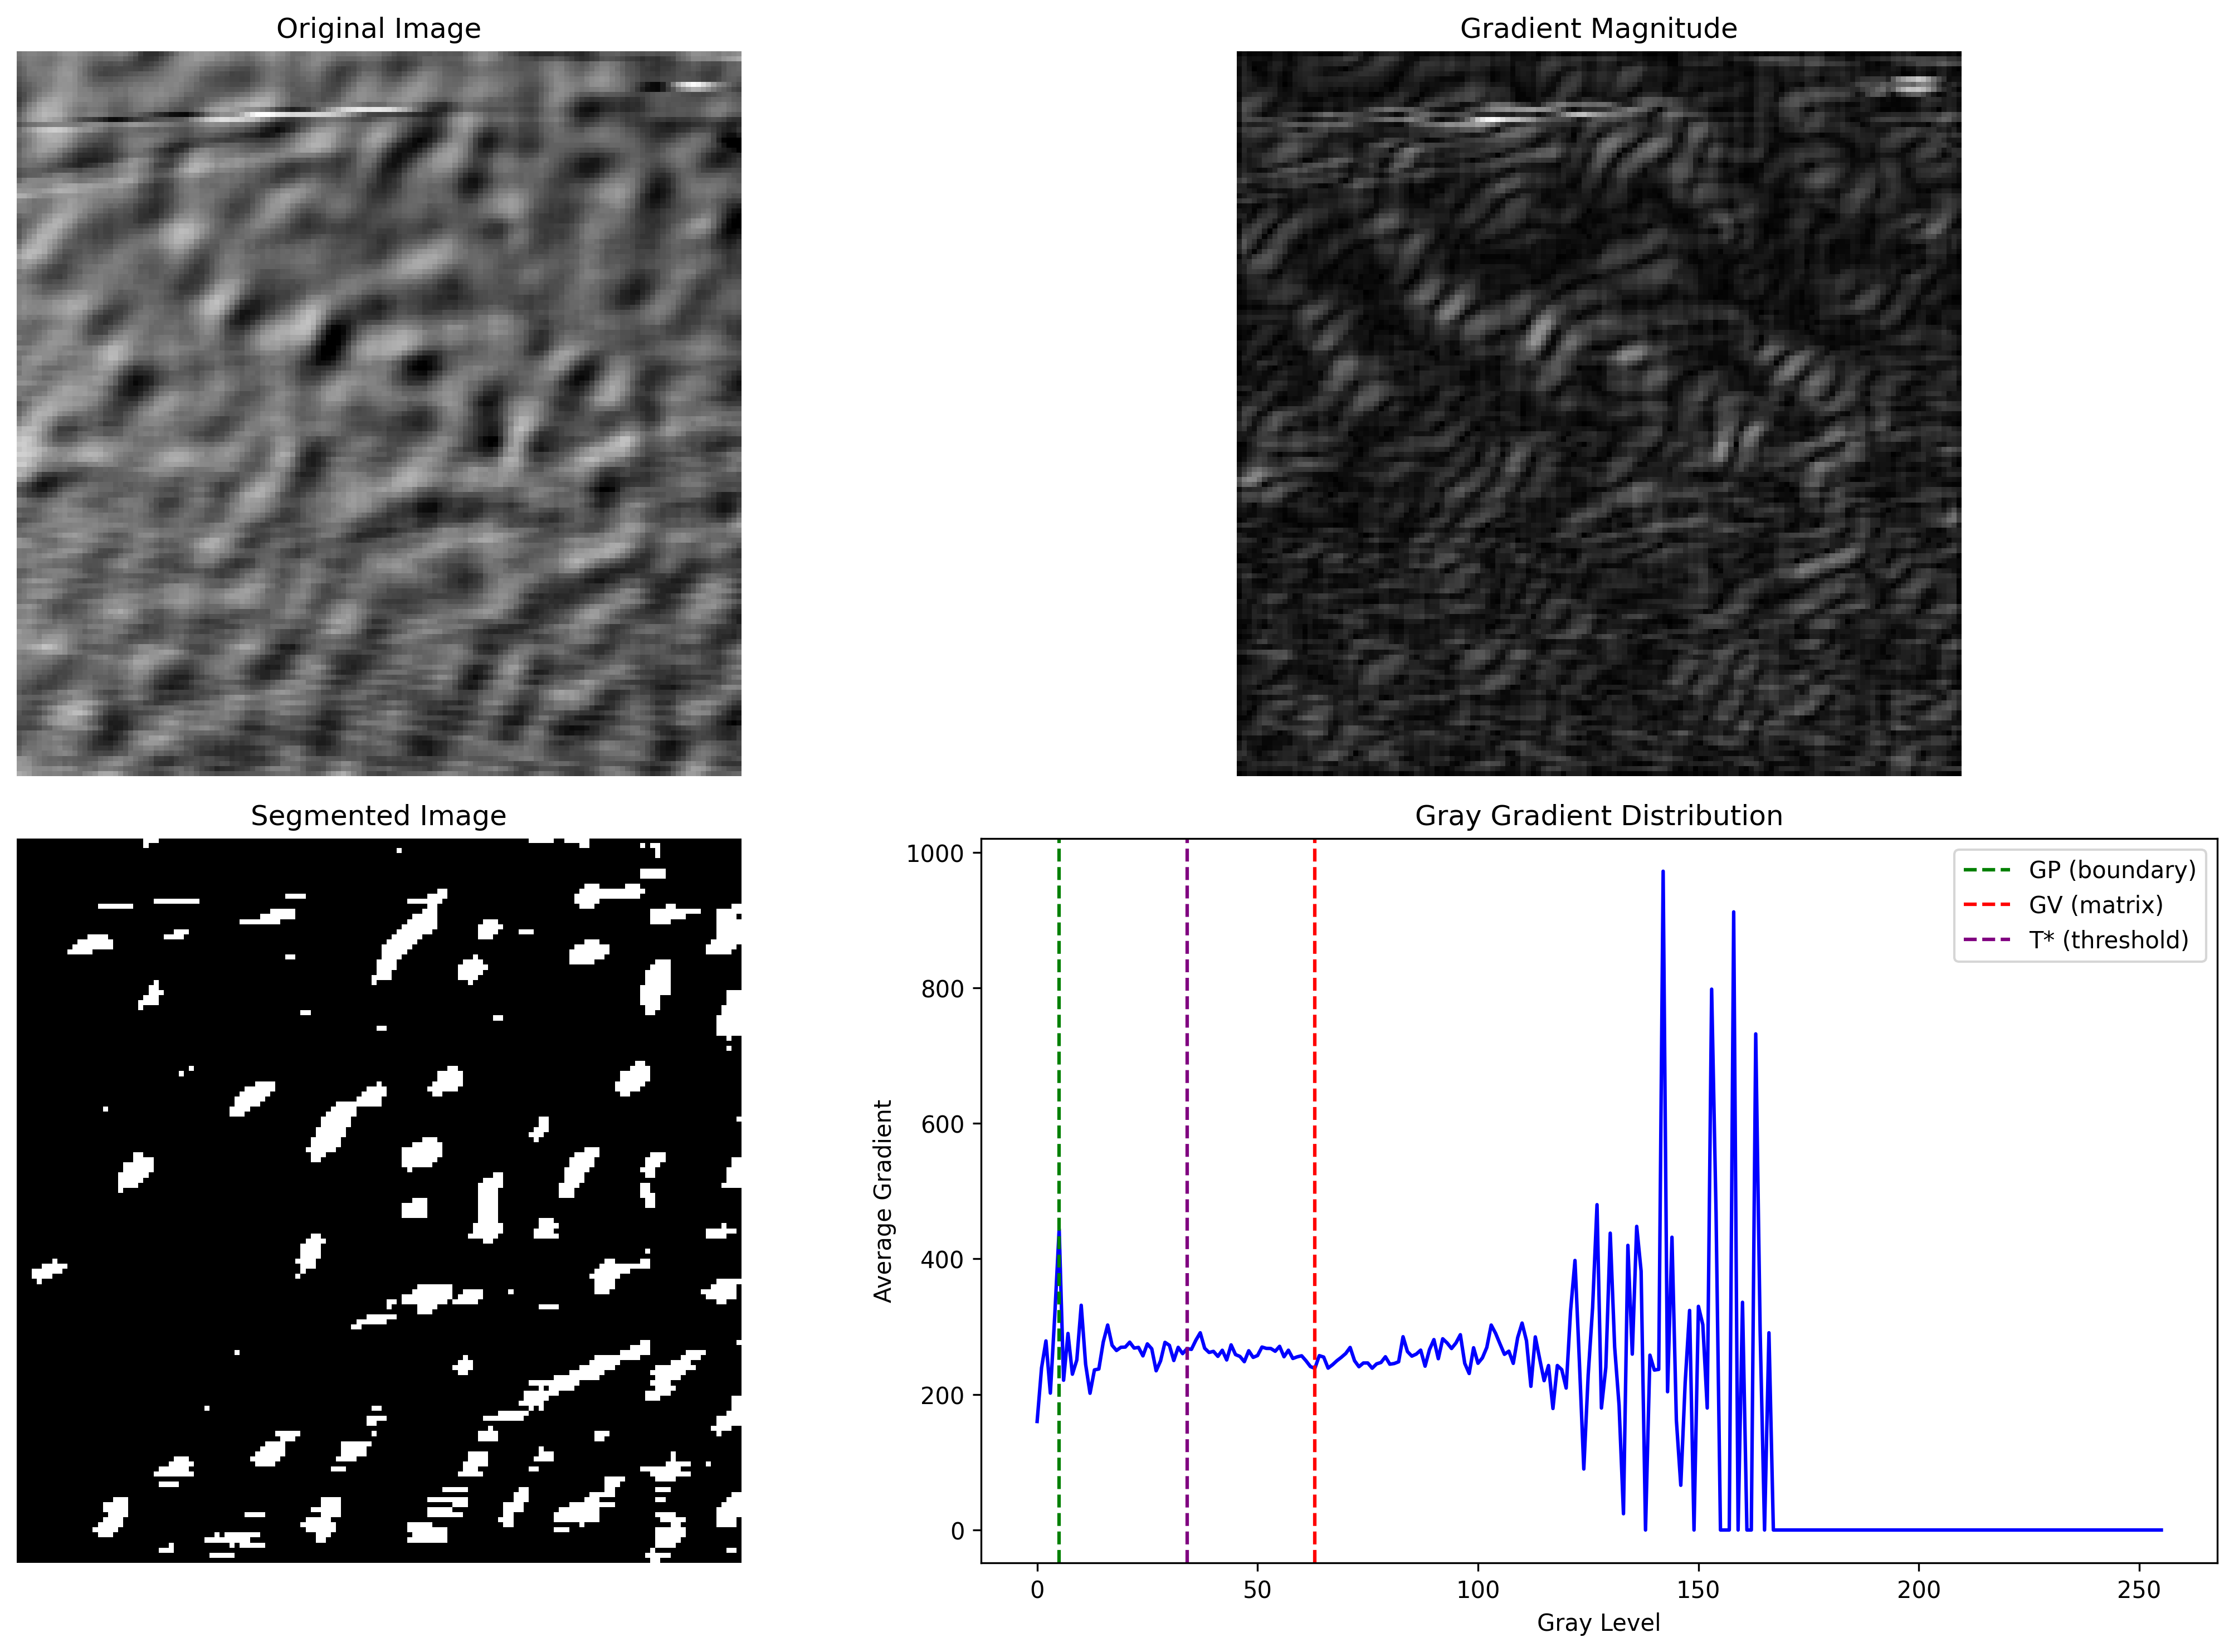 Original Image
Gradient Magnitude
Segmented Image
Gray Gradient Distribution
1000
800
600
400
200
0
Average Gradient
GP (boundary)
GV (matrix)
T* (threshold)
0 50 100 150 200 250
Gray Level